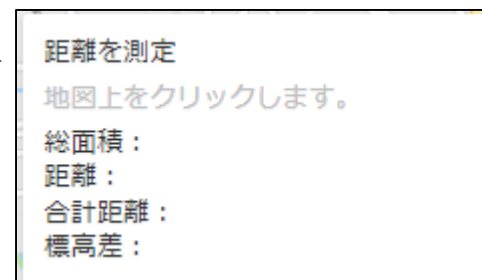 距離を測定
地図上をクリックします。
総面積：
距離：
合計距離：
標高差：